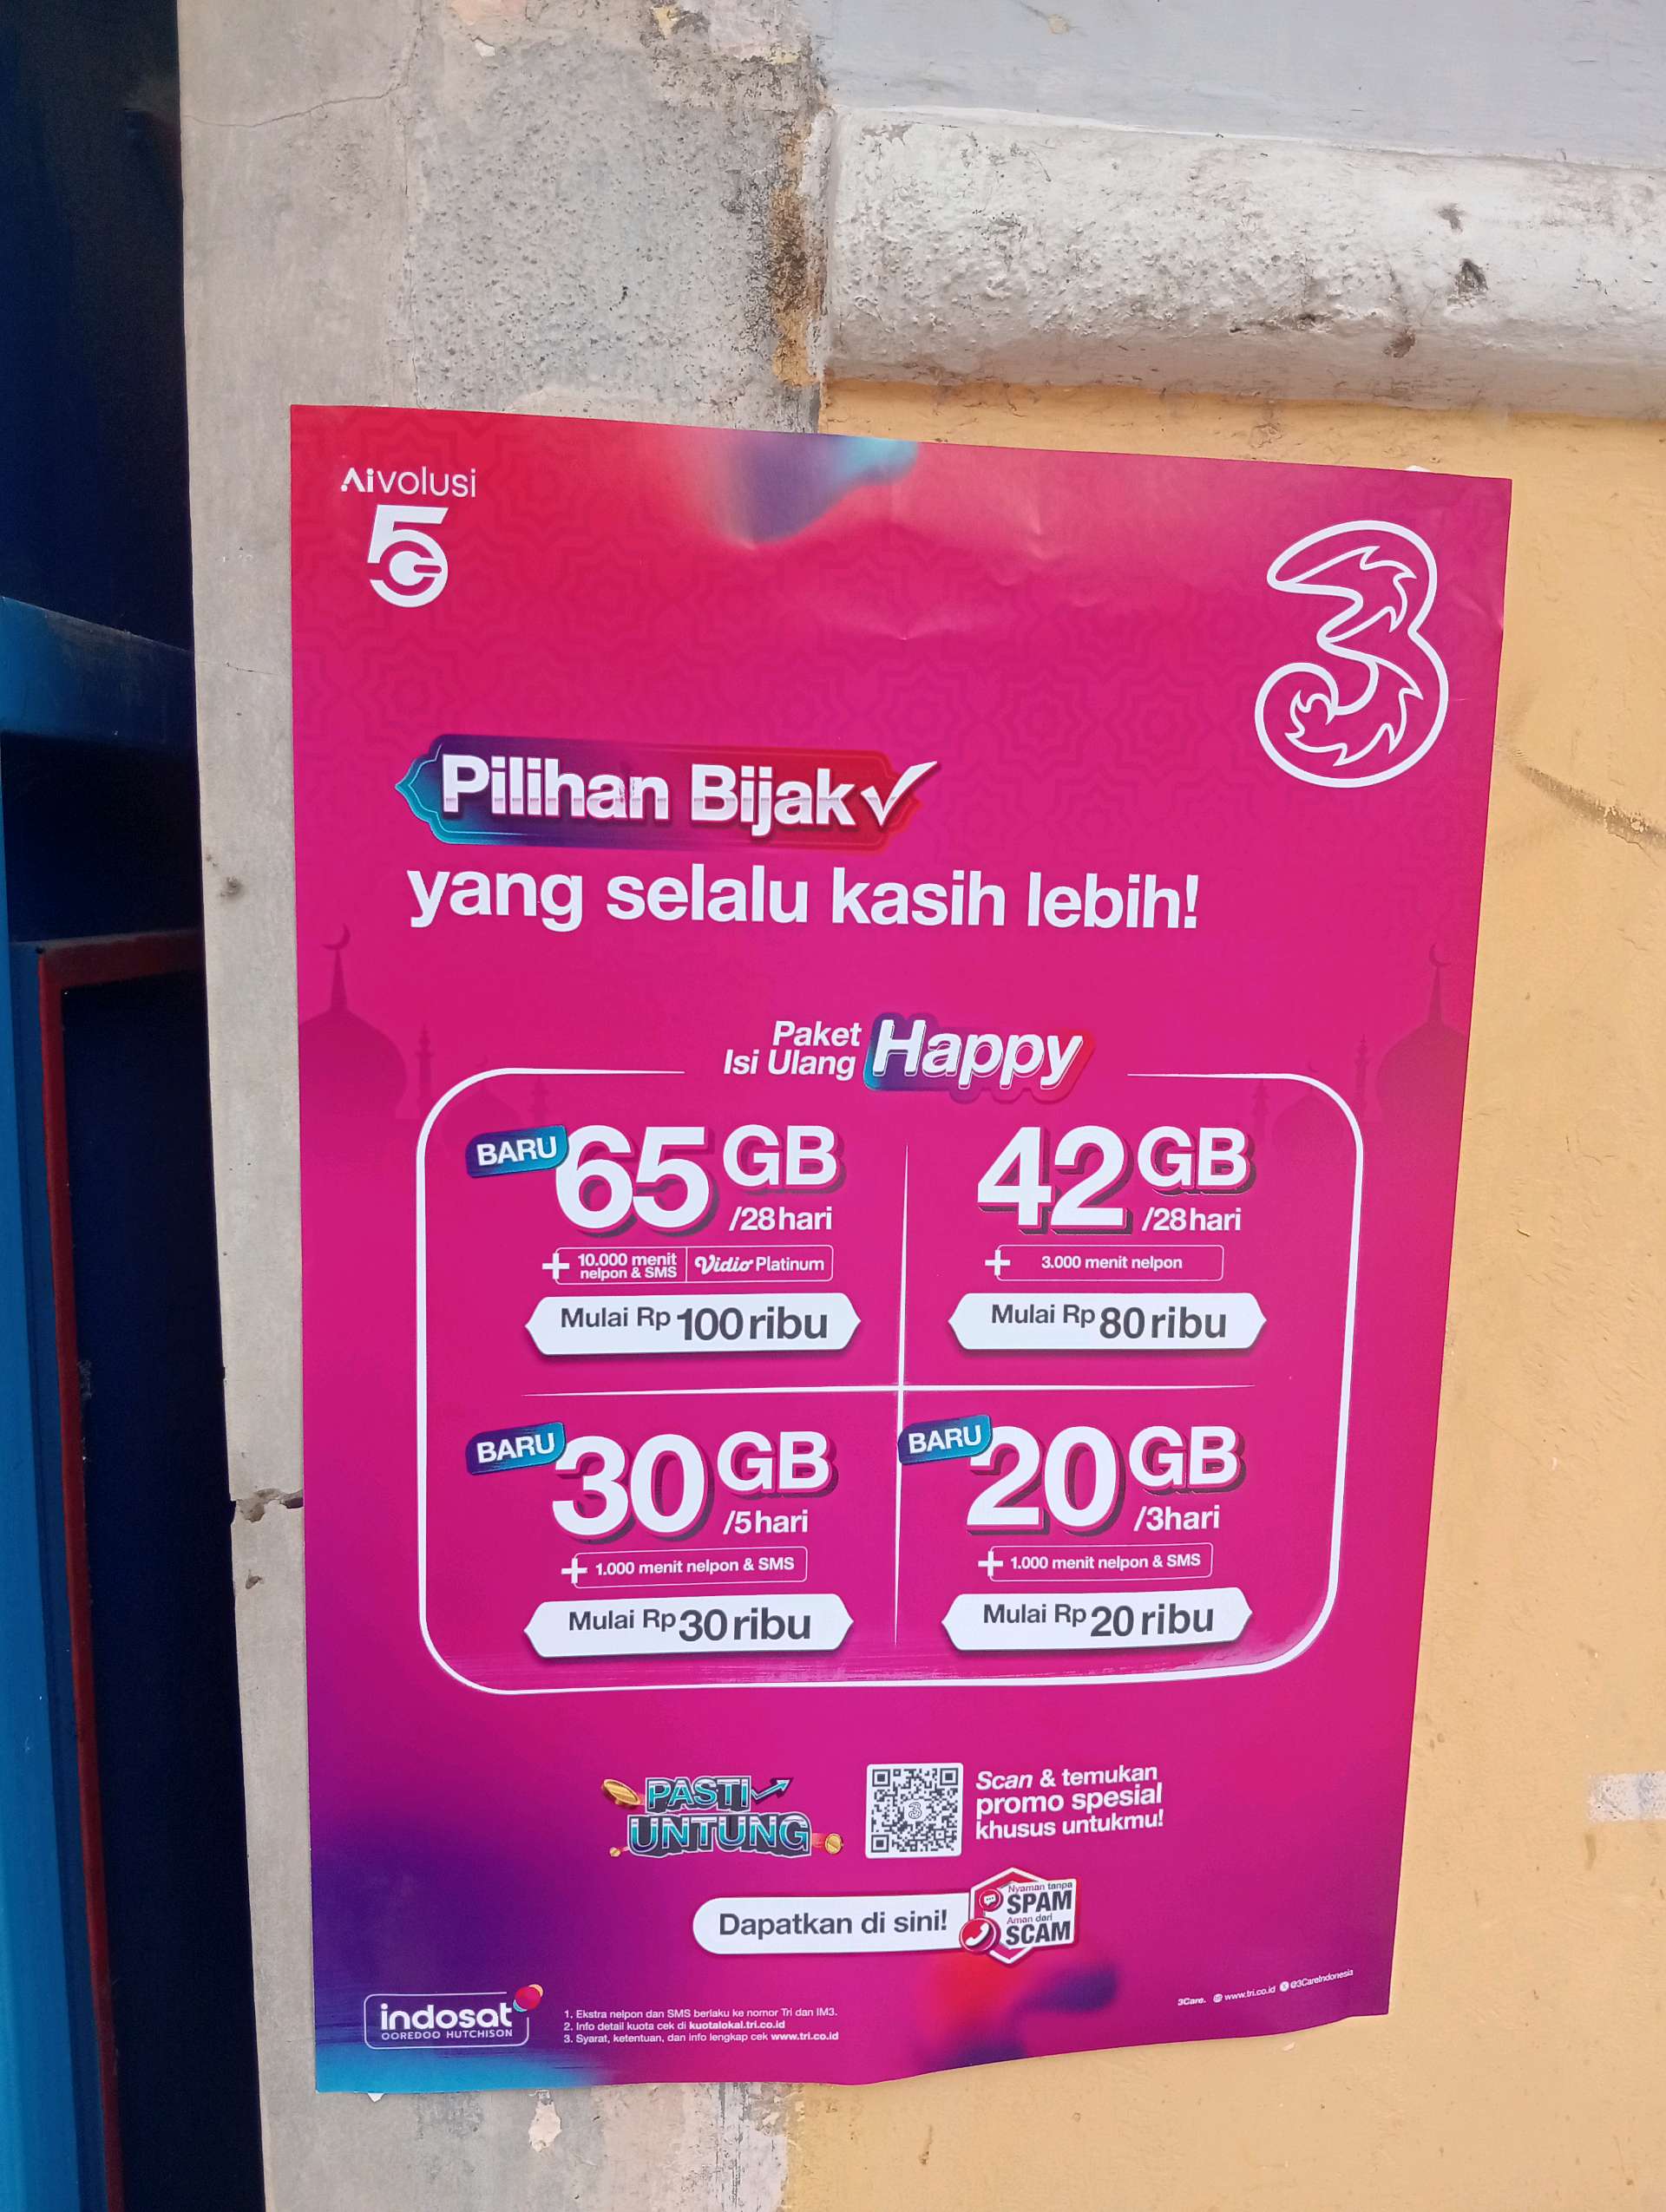 Aivolusi
5G
3
Pilihan Bijak
yang selalu kasih lebih!
Paket
Isi Ulang
Happy
BARU
65 GB
/28 hari
+ 10.000 menit
nelpon & SMS
Vidio Platinum
Mulai Rp 100 ribu
42 GB
/28 hari
+ 3.000 menit nelpon
Mulai Rp 80 ribu
BARU
30 GB
/5 hari
+ 1.000 menit nelpon & SMS
Mulai Rp 30 ribu
BARU
20 GB
/3hari
+ 1.000 menit nelpon & SMS
Mulai Rp 20 ribu
PASTI
UNTUNG
3
Scan & temukan
promo spesial
khusus untukmu!
Dapatkan di sini!
Nyaman tanpa
SPAM
Aman dari
SCAM
indosat
OOREDOO HUTCHISON
1. Ekstra nelpon dan SMS berlaku ke nomor Tri dan IM3.
2. Info detail kuota cek di kuotalokal.tri.co.id
3. Syarat, ketentuan, dan info lengkap cek www.tri.co.id
3Care. www.tri.co.id @3CareIndonesia